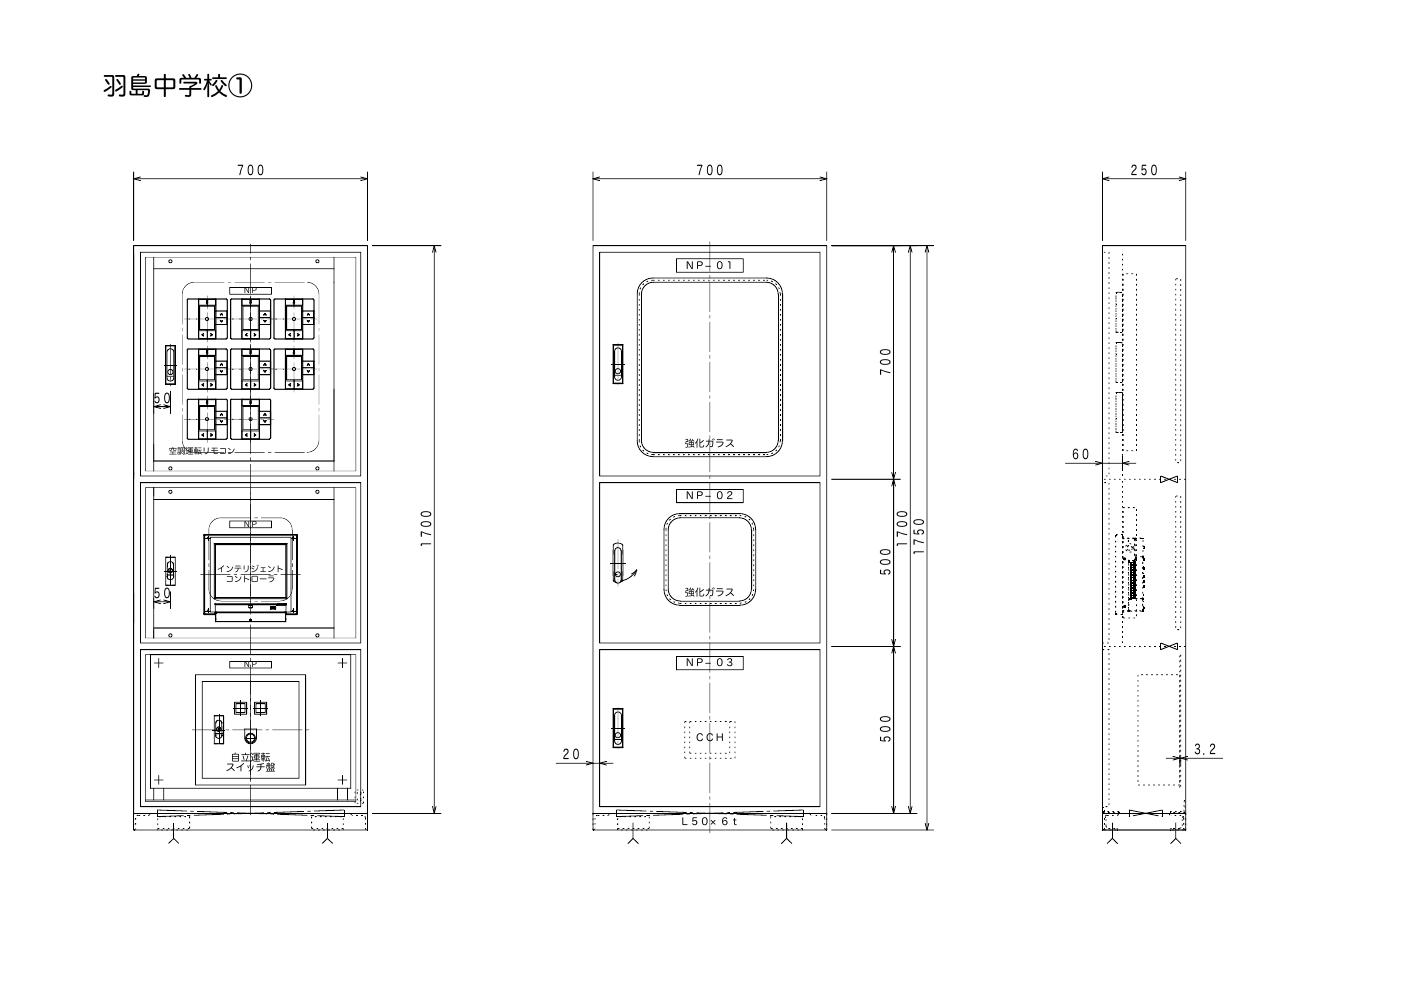 羽島中学校①
700
700
250
NP
50
空調運転リモコン
NP
インテリジェント
コントローラ
50
NP
自立運転
スイッチ盤
1700
NP-01
強化ガラス
NP-02
強化ガラス
NP-03
CCH
20
L50×6t
700
500
500
1700
1750
60
3.2